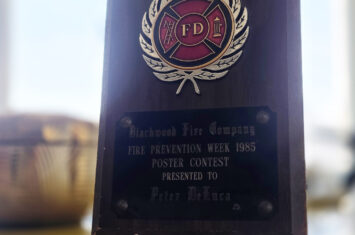 FD
Blackwood Fire Company
FIRE PREVENTION WEEK 1985
POSTER CONTEST
PRESENTED TO
Peter DeLuca